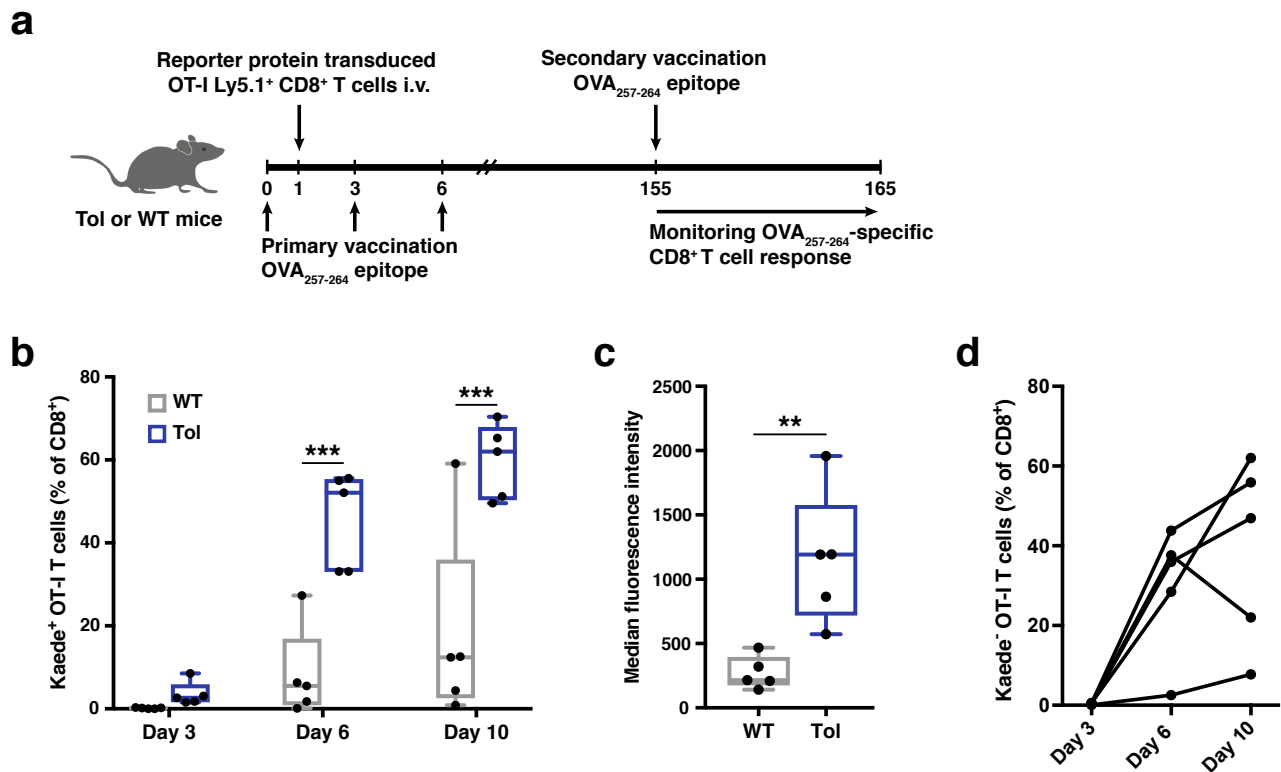 a
Reporter protein transduced
OT-I Ly5.1⁺ CD8⁺ T cells i.v.
Secondary vaccination
OVA₂₅₇₋₂₆₄ epitope
0 1 3 6 155 165
Tol or WT mice
Primary vaccination
OVA₂₅₇₋₂₆₄ epitope
Monitoring OVA₂₅₇₋₂₆₄-specific
CD8⁺ T cell response
b
Kaede⁺ OT-I T cells (% of CD8⁺)
80
60
40
20
0
WT
Tol
***
***
Day 3 Day 6 Day 10
c
Median fluorescence intensity
2500
2000
1500
1000
500
0
**
WT Tol
d
Kaede⁻ OT-I T cells (% of CD8⁺)
80
60
40
20
0
Day 3 Day 6 Day 10